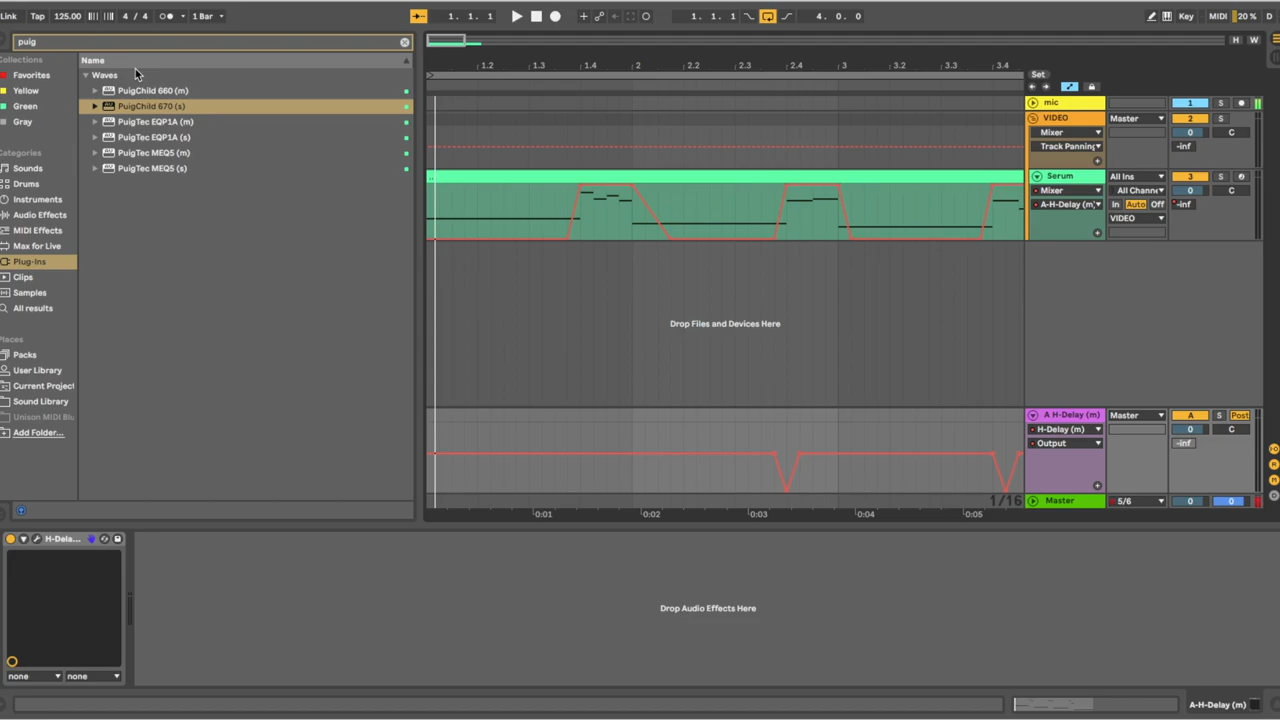 Link Tap 125.00 4 / 4 1 Bar 1. 1. 1 1. 1. 1 4. 0. 0 Key MIDI 20 % D
puig
H W
Collections
Favorites
Yellow
Green
Gray
Categories
Sounds
Drums
Instruments
Audio Effects
MIDI Effects
Max for Live
Plug-Ins
Clips
Samples
All results
Places
Packs
User Library
Current Project
Sound Library
Unison MIDI Blu
Add Folder...
Name
Waves
PuigChild 660 (m)
PuigChild 670 (s)
PuigTec EQP1A (m)
PuigTec EQP1A (s)
PuigTec MEQ5 (m)
PuigTec MEQ5 (s)
1.2 1.3 1.4 2 2.2 2.3 2.4 3 3.2 3.3 3.4
Set
mic 1 S
VIDEO Master 2 S
Mixer 0 C
Track Panning -inf
Serum All Ins 3 S
Mixer All Channe 0 C
A-H-Delay (m) In Auto Off -inf
VIDEO
Drop Files and Devices Here
A H-Delay (m) Master A S Post
H-Delay (m) 0 C
Output -inf
1/16
Master 5/6 0 0
0:01 0:02 0:03 0:04 0:05
H-Dela...
Drop Audio Effects Here
none none
A-H-Delay (m)